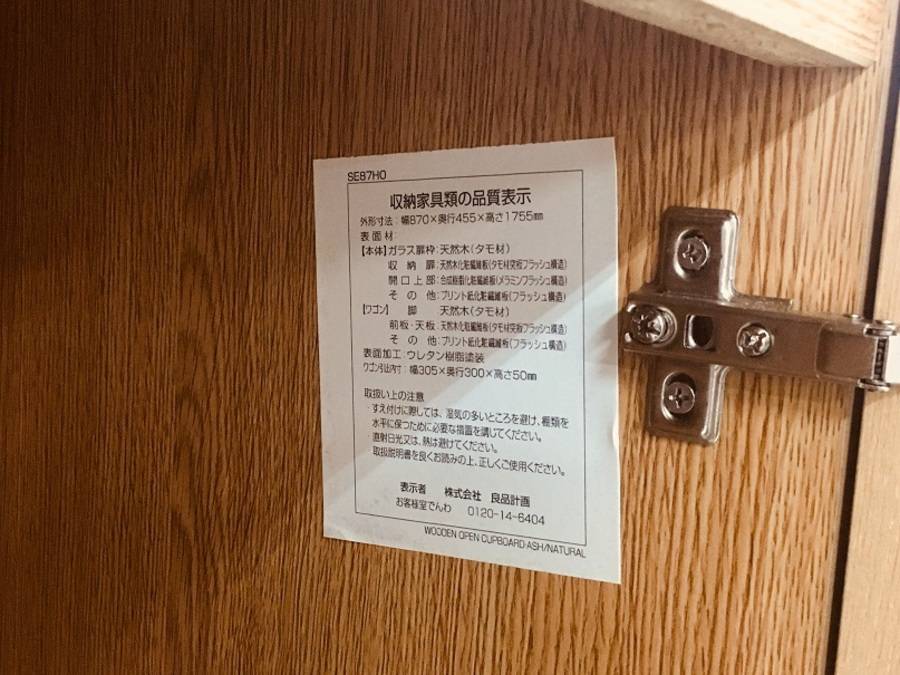 SE87HO
収納家具類の品質表示
外形寸法:幅870×奥行455×高さ1755㎜
表面材:
【本体】ガラス扉枠:天然木(タモ材)
収納扉:天然木化粧繊維板(タモ材突板フラッシュ構造)
開口上部:合成樹脂化粧繊維板(メラミンフラッシュ構造)
その他:プリント紙化粧繊維板(フラッシュ構造)
【ワゴン】脚 天然木(タモ材)
前板・天板:天然木化粧繊維板(タモ材突板フラッシュ構造)
その他:プリント紙化粧繊維板(フラッシュ構造)
表面加工:ウレタン樹脂塗装
ワゴン引出内寸:幅305×奥行300×高さ50㎜
取扱い上の注意
・すえ付けに際しては、湿気の多いところを避け、棚類を
水平に保つために必要な措置を講じてください。
・直射日光又は、熱は避けてください。
・取扱説明書を良くお読みの上、正しくご使用ください。
表示者 株式会社 良品計画
お客様室でんわ 0120-14-6404
WOODEN OPEN CUPBOARD・ASH/NATURAL